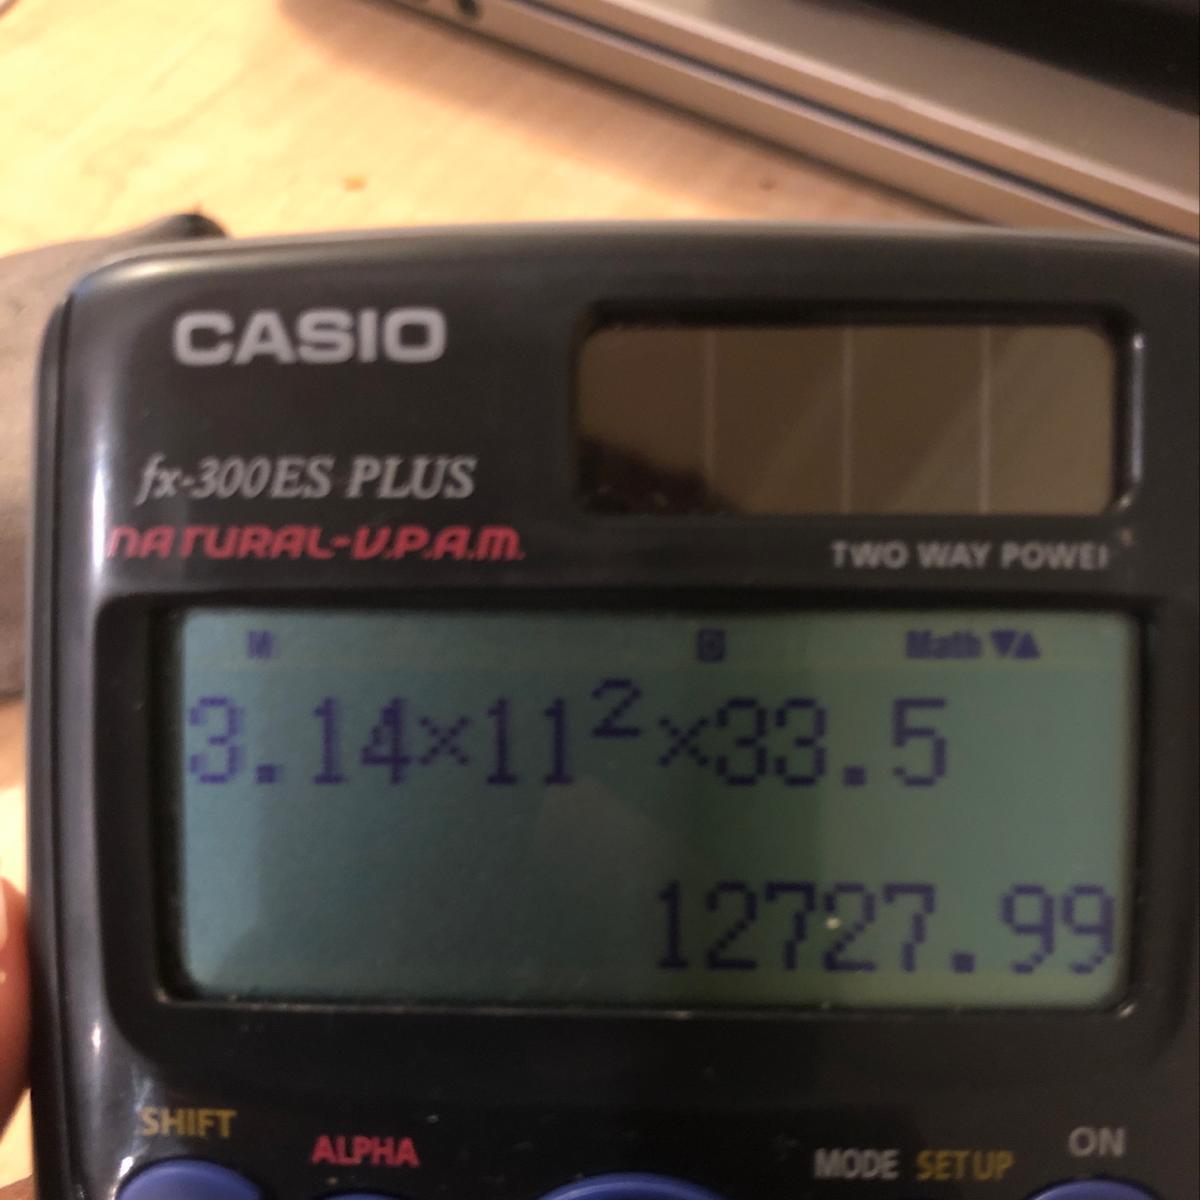 CASIO
fx-300ES PLUS
NATURAL-V.P.A.M.
TWO WAY POWER
M D Math ▼▲
3.14×11²×33.5
12727.99
SHIFT
ALPHA
MODE SETUP
ON